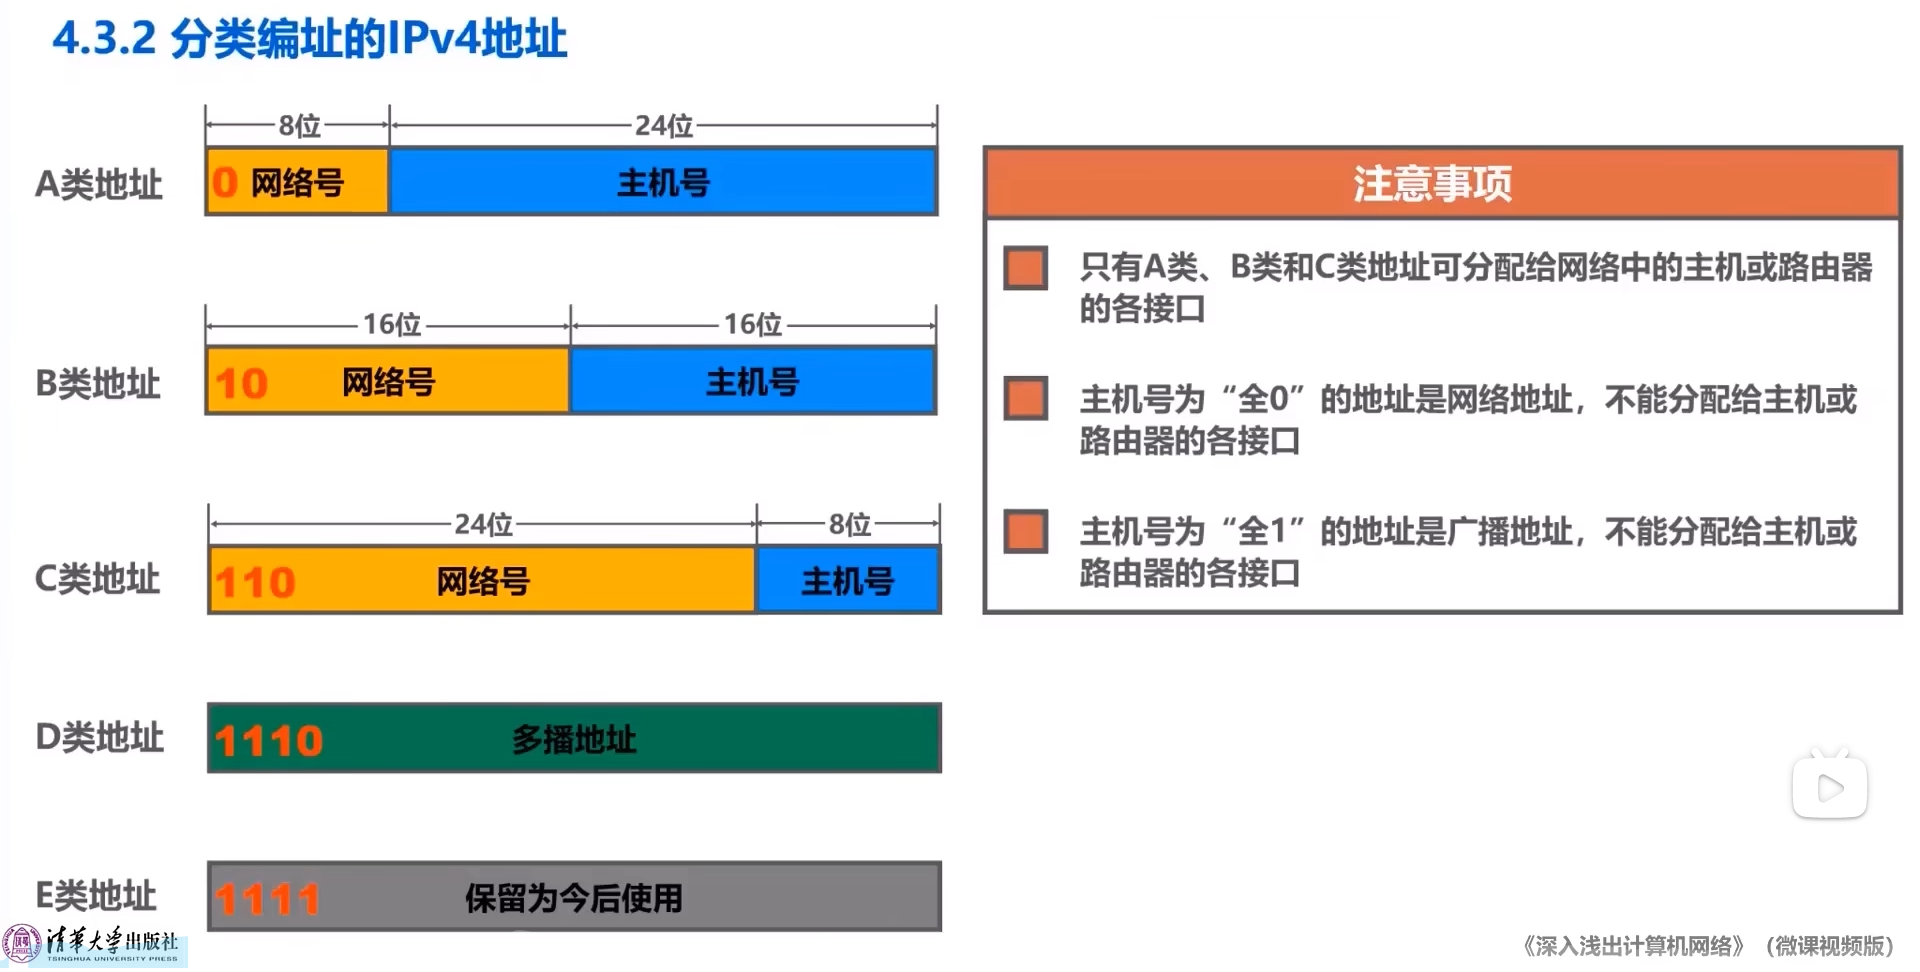 4.3.2 分类编址的IPv4地址
8位
24位
A类地址
0 网络号
主机号
16位
16位
B类地址
10 网络号
主机号
24位
8位
C类地址
110 网络号
主机号
D类地址
1110 多播地址
E类地址
1111 保留为今后使用
注意事项
只有A类、B类和C类地址可分配给网络中的主机或路由器
的各接口
主机号为“全0”的地址是网络地址，不能分配给主机或
路由器的各接口
主机号为“全1”的地址是广播地址，不能分配给主机或
路由器的各接口
清华大学出版社
TSINGHUA UNIVERSITY PRESS
《深入浅出计算机网络》（微课视频版）